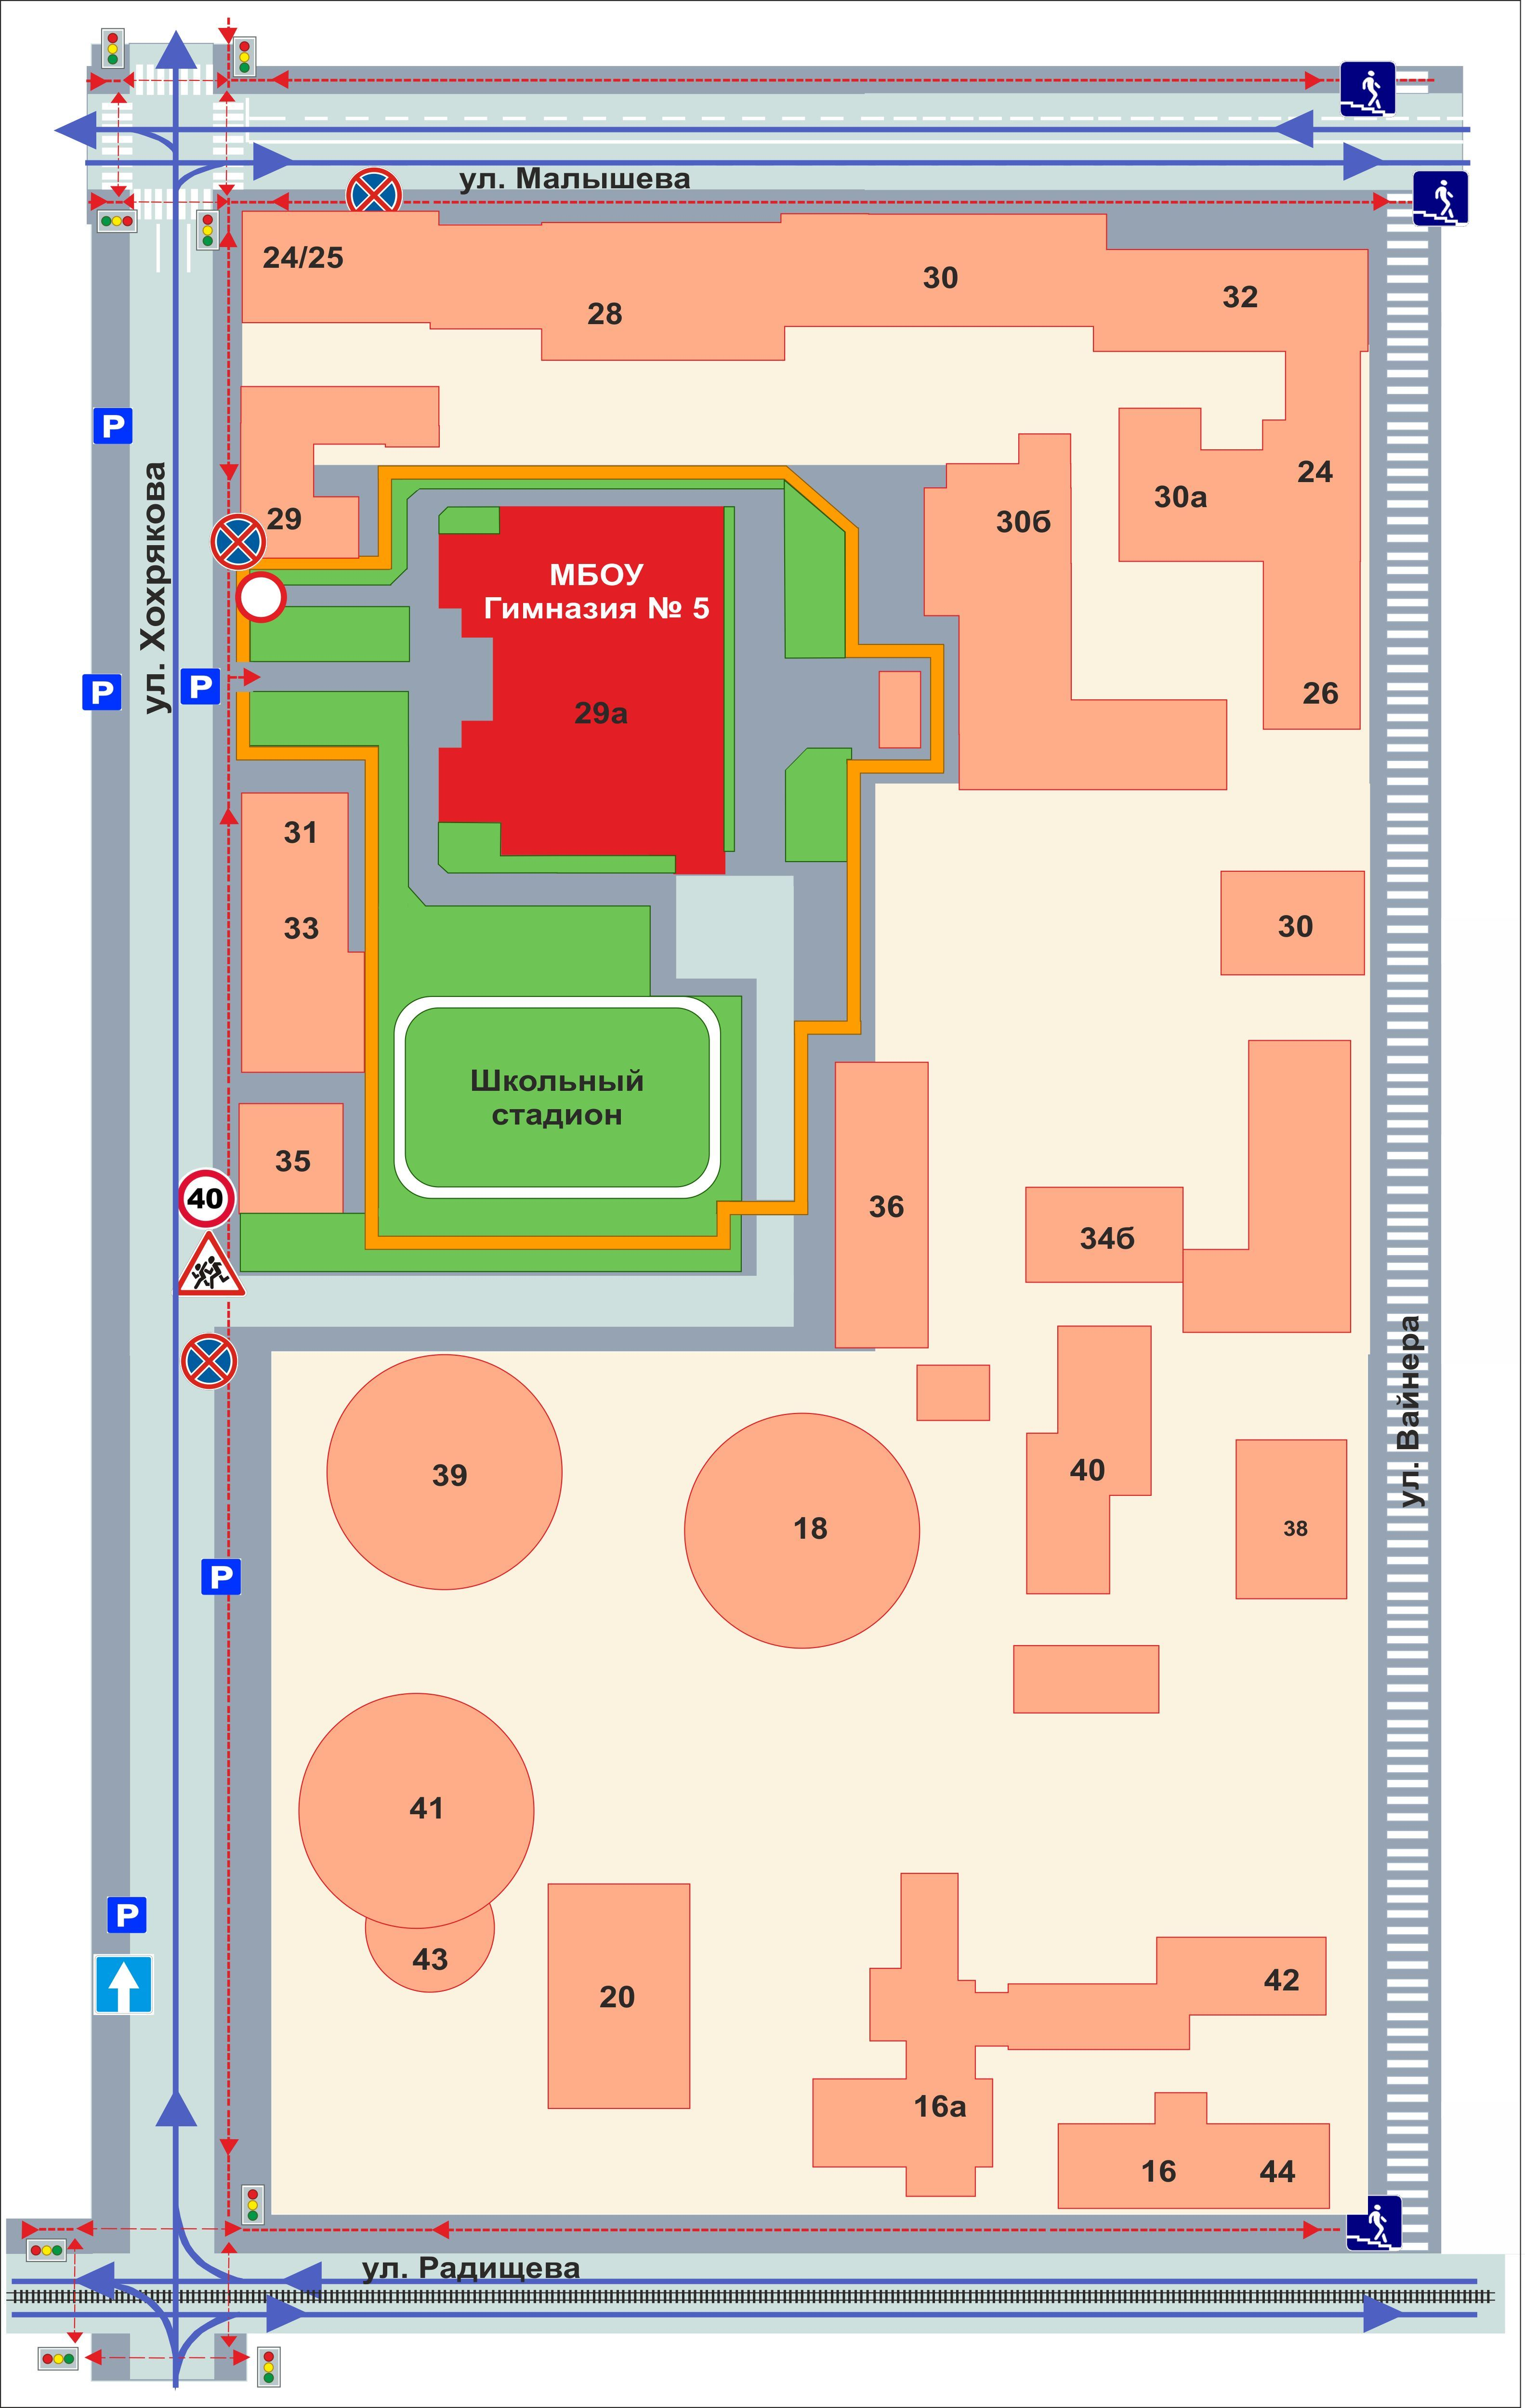 ул. Малышева
24/25
30
32
28
24
30а
29
30б
МБОУ
Гимназия № 5
ул. Хохрякова
P
P
P
26
29а
31
33
30
Школьный
стадион
35
40
36
34б
ул. Вайнера
39
40
18
38
P
41
P
43
20
42
16а
16
44
ул. Радищева